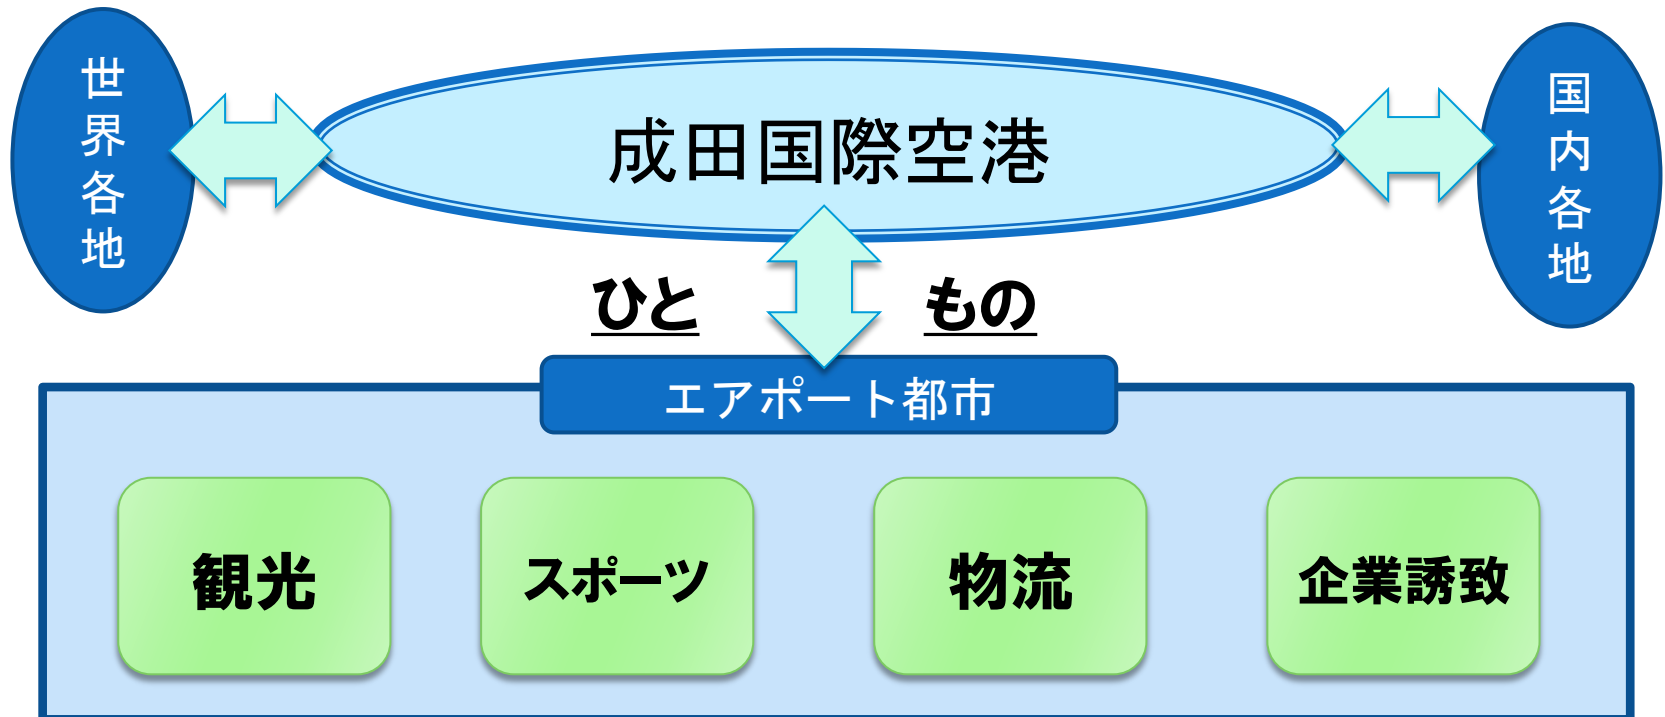 世界各地
成田国際空港
国内各地
ひと
もの
エアポート都市
観光
スポーツ
物流
企業誘致